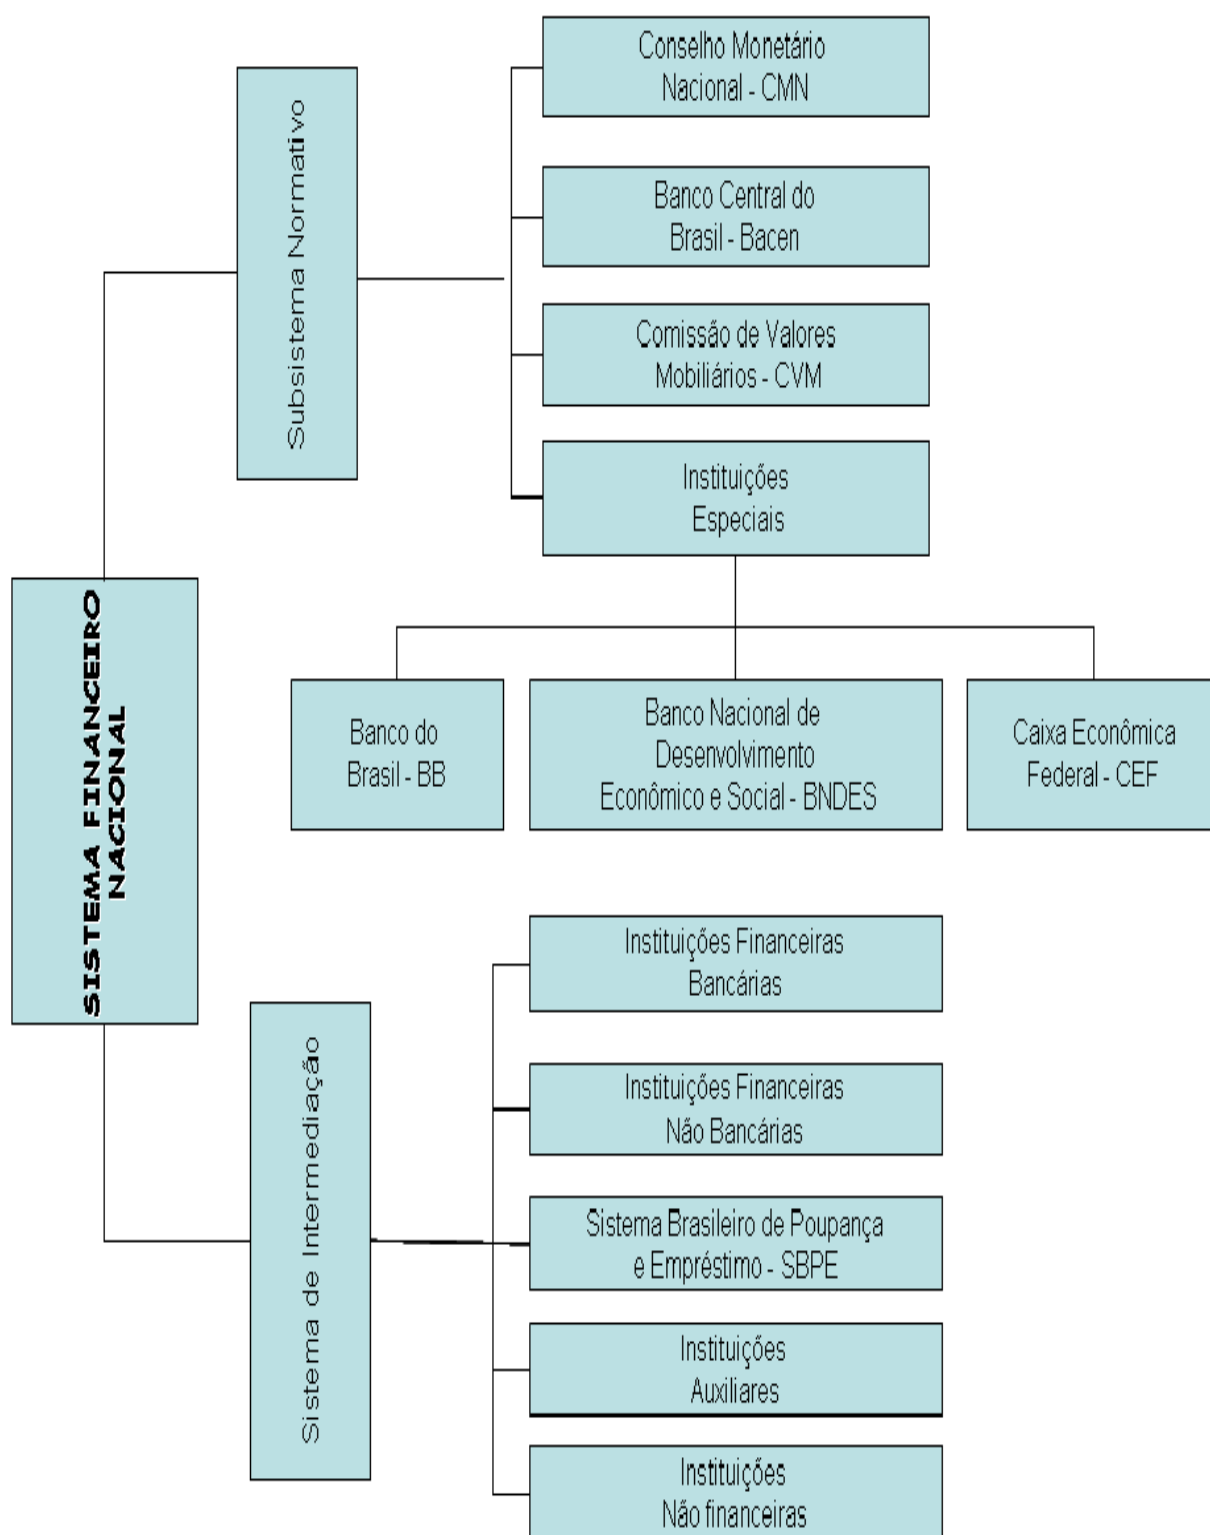 SISTEMA FINANCEIRO
NACIONAL
Subsistema Normativo
Conselho Monetário
Nacional - CMN
Banco Central do
Brasil - Bacen
Comissão de Valores
Mobiliários - CVM
Instituições
Especiais
Banco do
Brasil - BB
Banco Nacional de
Desenvolvimento
Econômico e Social - BNDES
Caixa Econômica
Federal - CEF
Sistema de Intermediação
Instituições Financeiras
Bancárias
Instituições Financeiras
Não Bancárias
Sistema Brasileiro de Poupança
e Empréstimo - SBPE
Instituições
Auxiliares
Instituições
Não financeiras